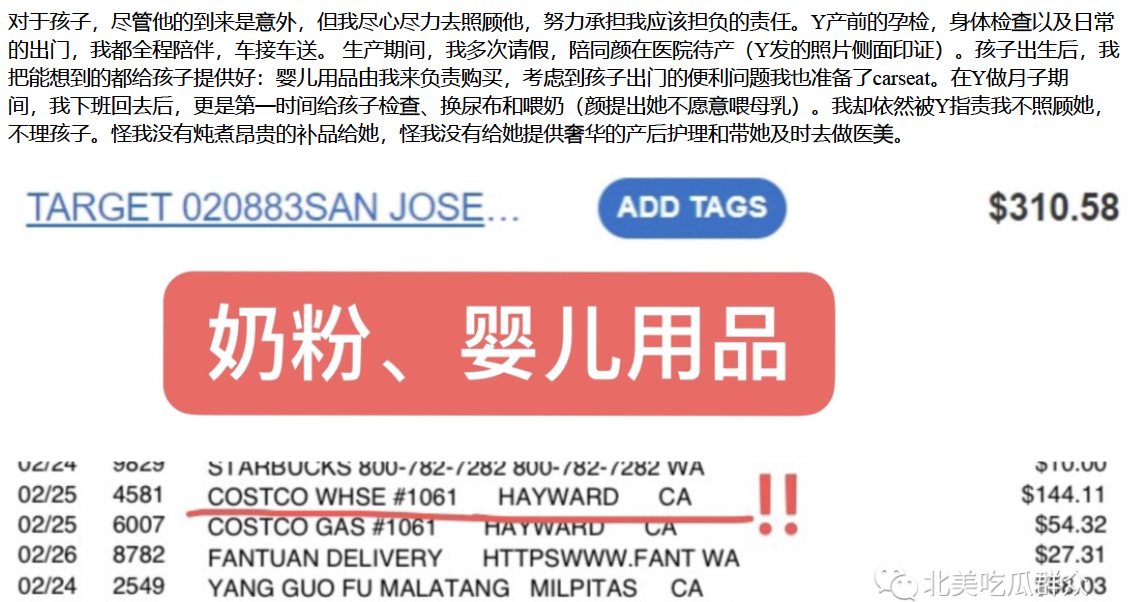 对于孩子，尽管他的到来是意外，但我尽心尽力去照顾他，努力承担我应该担负的责任。Y产前的孕检，身体检查以及日常
的出门，我都全程陪伴，车接车送。 生产期间，我多次请假，陪同颜在医院待产（Y发的照片侧面印证）。孩子出生后，我
把能想到的都给孩子提供好：婴儿用品由我来负责购买，考虑到孩子出门的便利问题我也准备了carseat。在Y做月子期
间，我下班回去后，更是第一时间给孩子检查、换尿布和喂奶（颜提出她不愿意喂母乳）。我却依然被Y指责我不照顾她，
不理孩子。怪我没有炖煮昂贵的补品给她，怪我没有给她提供奢华的产后护理和带她及时去做医美。
TARGET 020883SAN JOSE... ADD TAGS $310.58
奶粉、婴儿用品
02/24 9829 STARBUCKS 800-782-7282 800-782-7282 WA $10.00
02/25 4581 COSTCO WHSE #1061 HAYWARD CA !! $144.11
02/25 6007 COSTCO GAS #1061 HAYWARD CA $54.32
02/26 8782 FANTUAN DELIVERY HTTPSWWW.FANT WA $27.31
02/24 2549 YANG GUO FU MALATANG MILPITAS CA
北美吃瓜群众